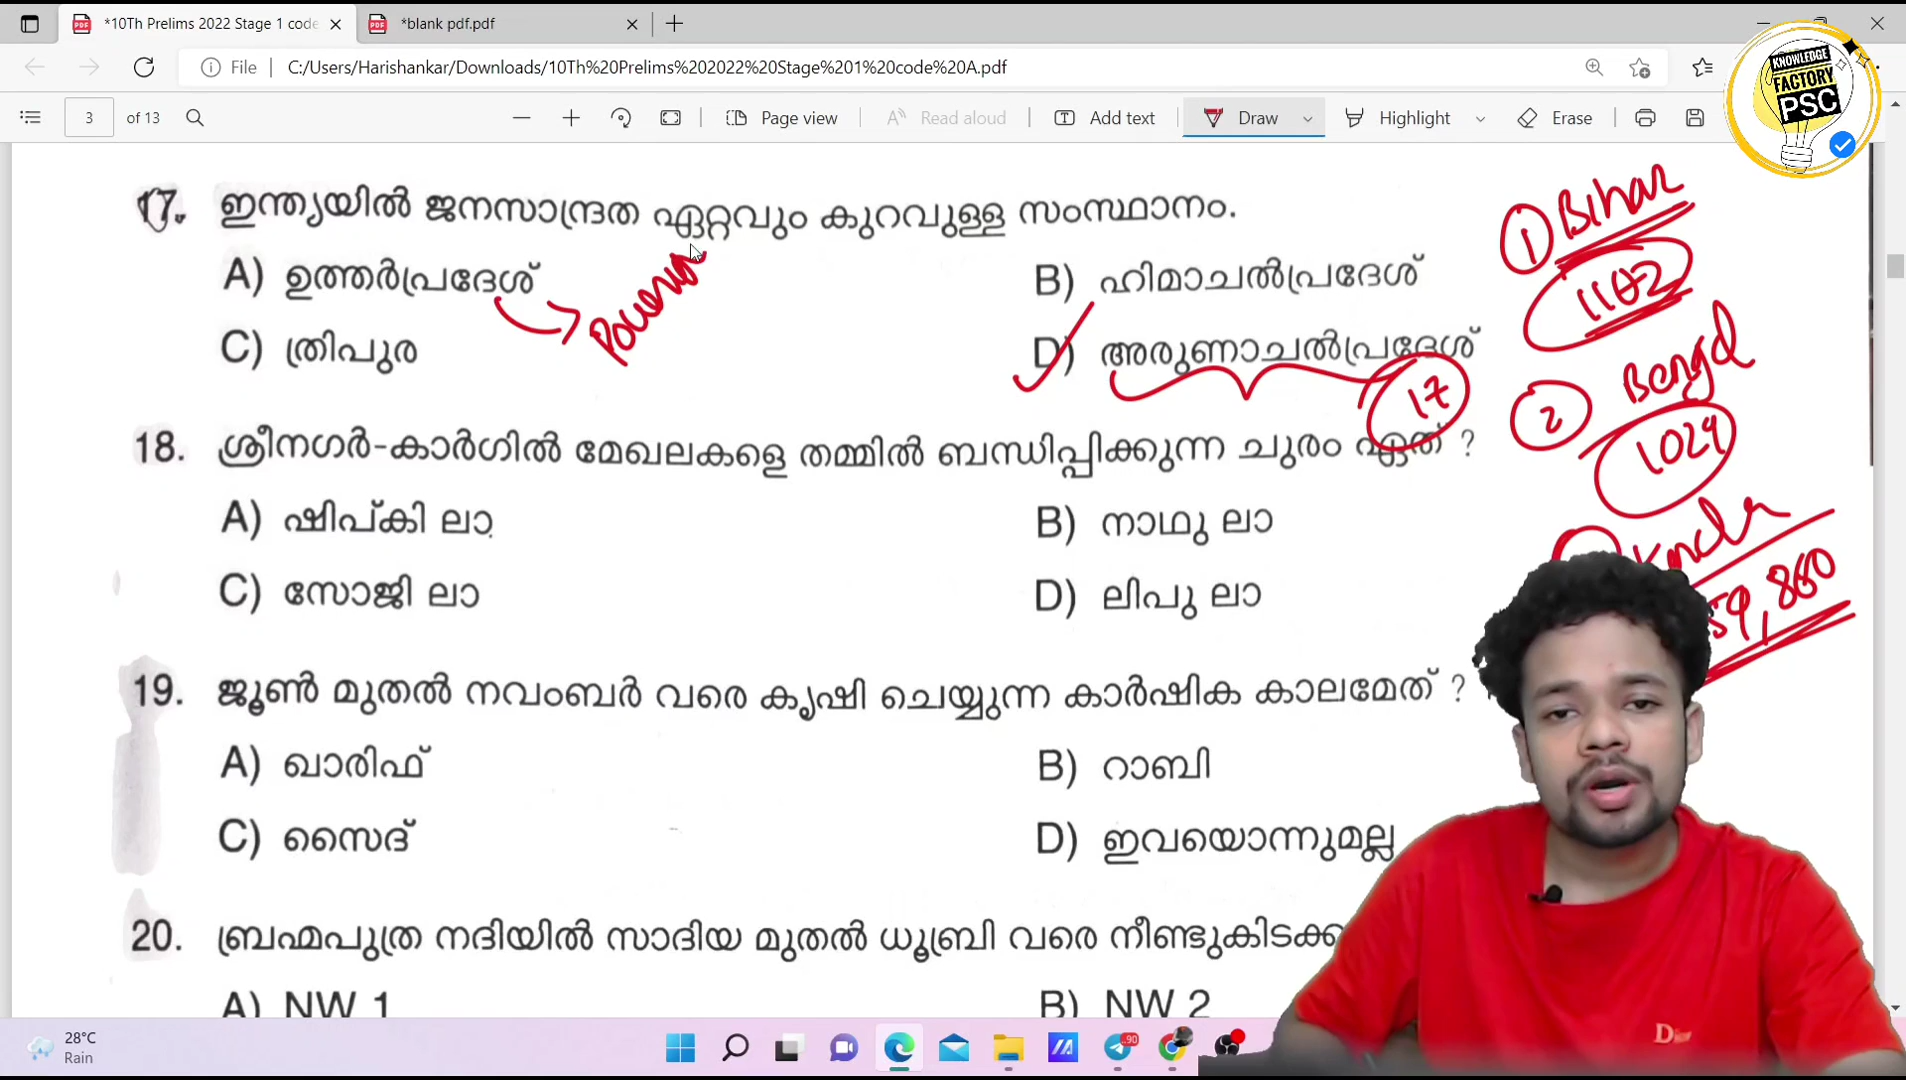 *10Th Prelims 2022 Stage 1 code
*blank pdf.pdf
File
C:/Users/Harishankar/Downloads/10Th%20Prelims%202022%20Stage%201%20code%20A.pdf
3 of 13
Page view
Read aloud
Add text
Draw
Highlight
Erase
KNOWLEDGE
FACTORY
PSC
17. ഇന്ത്യയിൽ ജനസാന്ദ്രത ഏറ്റവും കുറവുള്ള സംസ്ഥാനം.
A) ഉത്തർപ്രദേശ്
B) ഹിമാചൽപ്രദേശ്
C) ത്രിപുര
D) അരുണാചൽപ്രദേശ്
17
1 Bihar
1102
2 Bengal
1029
59,860
18. ശ്രീനഗർ-കാർഗിൽ മേഖലകളെ തമ്മിൽ ബന്ധിപ്പിക്കുന്ന ചുരം ഏത് ?
A) ഷിപ്കി ലാ
B) നാഥു ലാ
C) സോജി ലാ
D) ലിപു ലാ
19. ജൂൺ മുതൽ നവംബർ വരെ കൃഷി ചെയ്യുന്ന കാർഷിക കാലമേത് ?
A) ഖാരിഫ്
B) റാബി
C) സൈദ്
D) ഇവയൊന്നുമല്ല
20. ബ്രഹ്മപുത്ര നദിയിൽ സാദിയ മുതൽ ധൂബ്രി വരെ നീണ്ടുകിടക്ക
A) NW 1
B) NW 2
28°C
Rain
90
Dior